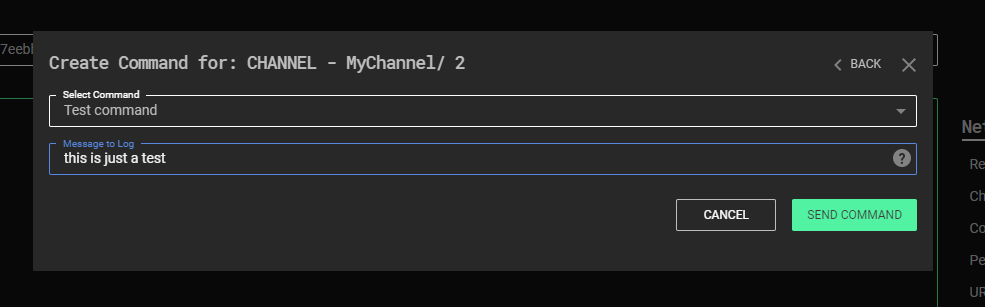 7eebl
Create Command for: CHANNEL - MyChannel/ 2
BACK
Select Command
Test command
Message to Log
this is just a test
?
CANCEL
SEND COMMAND
Net
Re
Ch
Co
Pe
UR